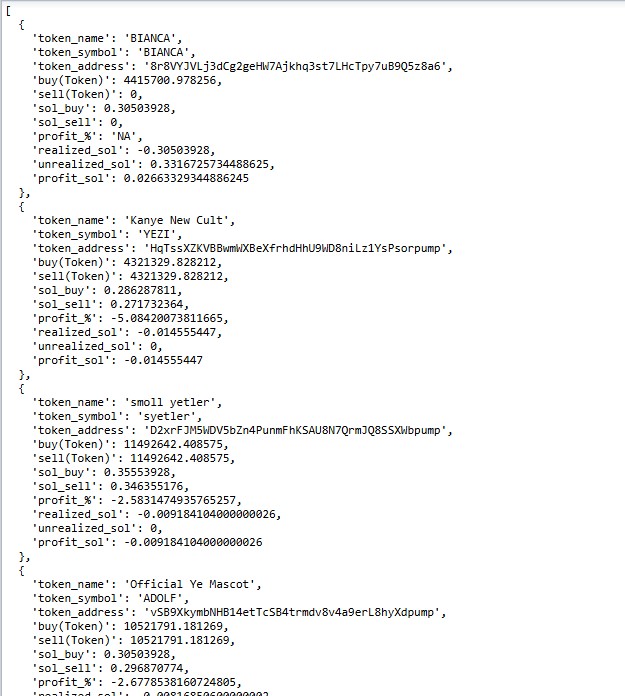 [
{
'token_name': 'BIANCA',
'token_symbol': 'BIANCA',
'token_address': '8r8VYJVLj3dCg2geHW7Ajkhq3st7LHcTpy7uB9Q5z8a6',
'buy(Token)': 4415700.978256,
'sell(Token)': 0,
'sol_buy': 0.30503928,
'sol_sell': 0,
'profit_%': 'NA',
'realized_sol': -0.30503928,
'unrealized_sol': 0.3316725734488625,
'profit_sol': 0.02663329344886245
},
{
'token_name': 'Kanye New Cult',
'token_symbol': 'YEZI',
'token_address': 'HqTssXZKVBBwmWXBeXfrhdHhU9WD8niLz1YsPsorpump',
'buy(Token)': 4321329.828212,
'sell(Token)': 4321329.828212,
'sol_buy': 0.286287811,
'sol_sell': 0.271732364,
'profit_%': -5.08420073811665,
'realized_sol': -0.014555447,
'unrealized_sol': 0,
'profit_sol': -0.014555447
},
{
'token_name': 'smoll yetler',
'token_symbol': 'syetler',
'token_address': 'D2xrFJM5WDV5bZn4PunmFhKSAU8N7QrmJQ8SSXWbpump',
'buy(Token)': 11492642.408575,
'sell(Token)': 11492642.408575,
'sol_buy': 0.35553928,
'sol_sell': 0.346355176,
'profit_%': -2.5831474935765257,
'realized_sol': -0.009184104000000026,
'unrealized_sol': 0,
'profit_sol': -0.009184104000000026
},
{
'token_name': 'Official Ye Mascot',
'token_symbol': 'ADOLF',
'token_address': 'vSB9XkymbNHB14etTcSB4trmdv8v4a9erL8hyXdpump',
'buy(Token)': 10521791.181269,
'sell(Token)': 10521791.181269,
'sol_buy': 0.30503928,
'sol_sell': 0.296870774,
'profit_%': -2.6778538160724805,
'realized_sol': -0.00816850600000002